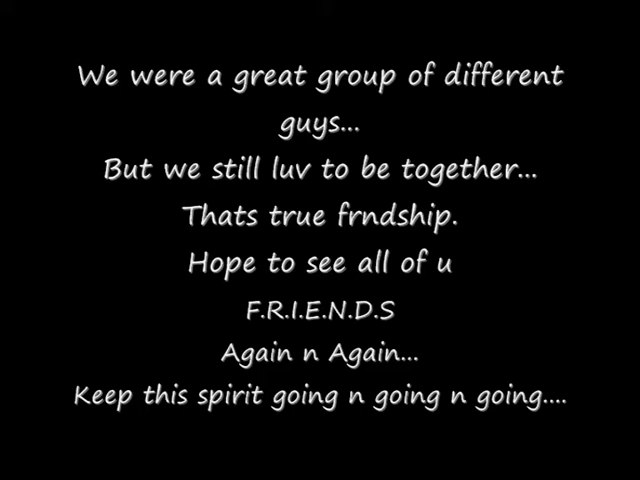 We were a great group of different
guys...
But we still luv to be together...
Thats true frndship.
Hope to see all of u
F.R.I.E.N.D.S
Again n Again...
Keep this spirit going n going n going....